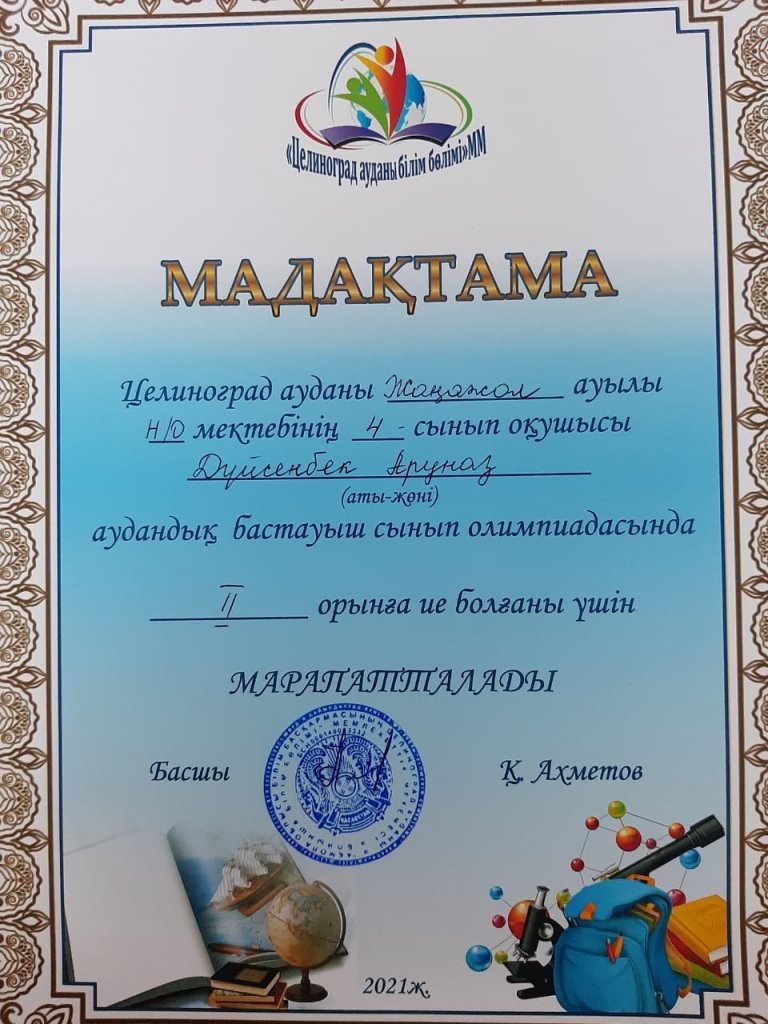 «Целиноград ауданы білім бөлімі» ММ
МАДАҚТАМА
Целиноград ауданы Жаңажол ауылы
Н/О мектебінің 4 - сынып оқушысы
Дүйсенбек Аруназ
(аты-жөні)
аудандық бастауыш сынып олимпиадасында
II орынға ие болғаны үшін
МАРАПАТТАЛАДЫ
Басшы Қ. Ахметов
2021ж.